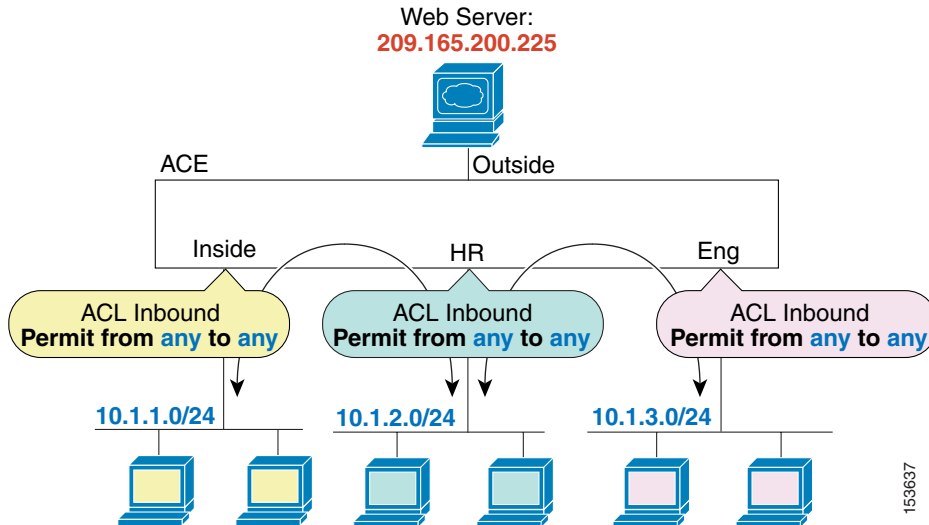 Web Server:
209.165.200.225
ACE
Outside
Inside
HR
Eng
ACL Inbound
Permit from any to any
ACL Inbound
Permit from any to any
ACL Inbound
Permit from any to any
10.1.1.0/24
10.1.2.0/24
10.1.3.0/24
153637